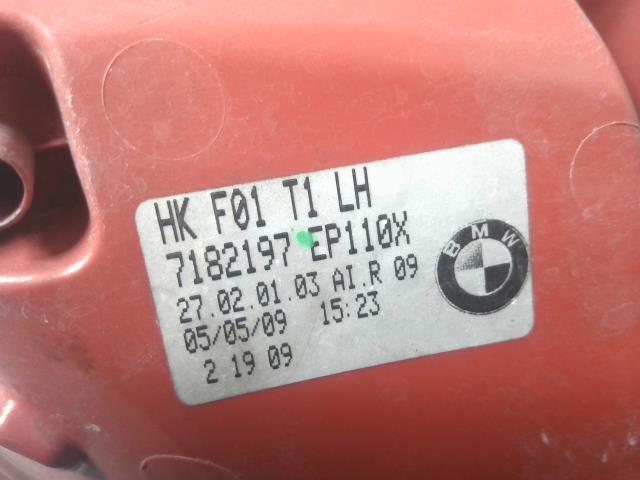 HK F01 T1 LH
7182197 EP110X
27.02.01.03 AI.R 09
05/05/09 15:23
2 19 09
BMW